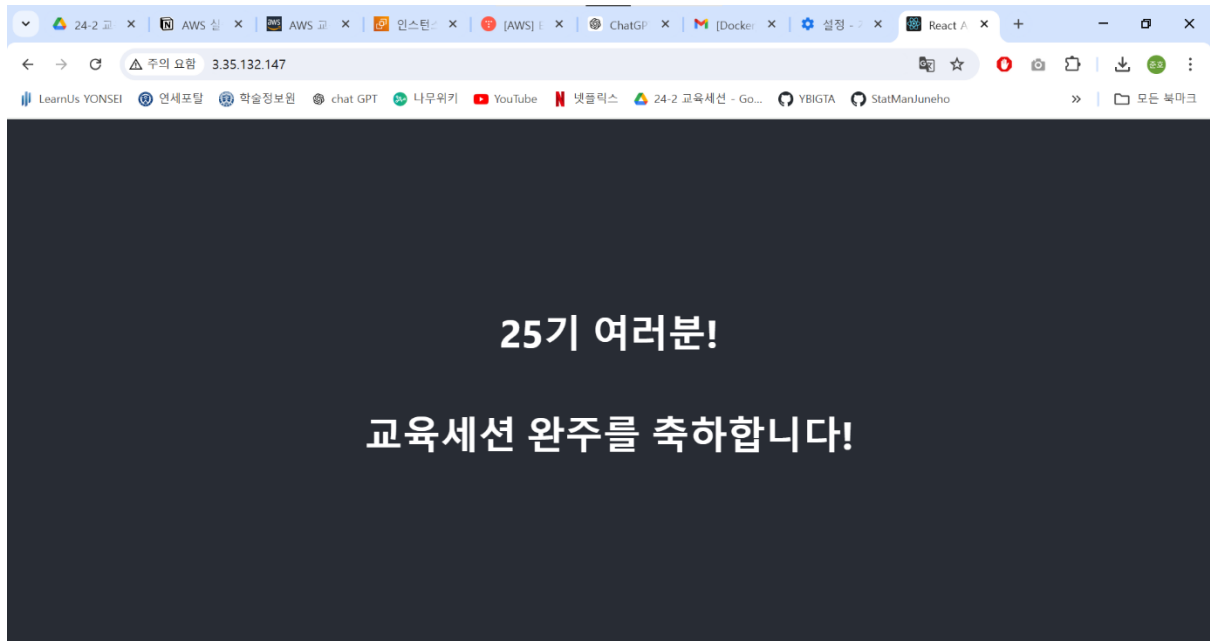 24-2 교
AWS 실
AWS 교
인스턴스
[AWS] E
ChatGP
[Docker
설정 -
React A
주의 요함 3.35.132.147
준호
LearnUs YONSEI 연세포탈 학술정보원 chat GPT 나무위키 YouTube 넷플릭스 24-2 교육세션 - Go... YBIGTA StatManJuneho » 모든 북마크
25기 여러분!
교육세션 완주를 축하합니다!